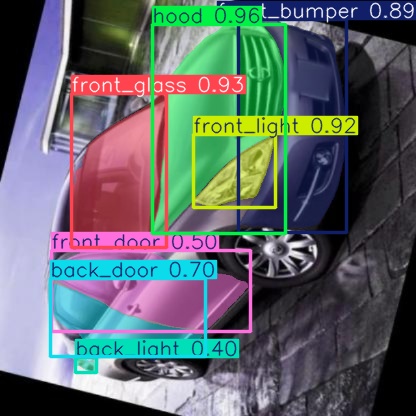 hood 0.96
t_bumper 0.89
front_glass 0.93
front_light 0.92
front_door 0.50
back_door 0.70
back_light 0.40